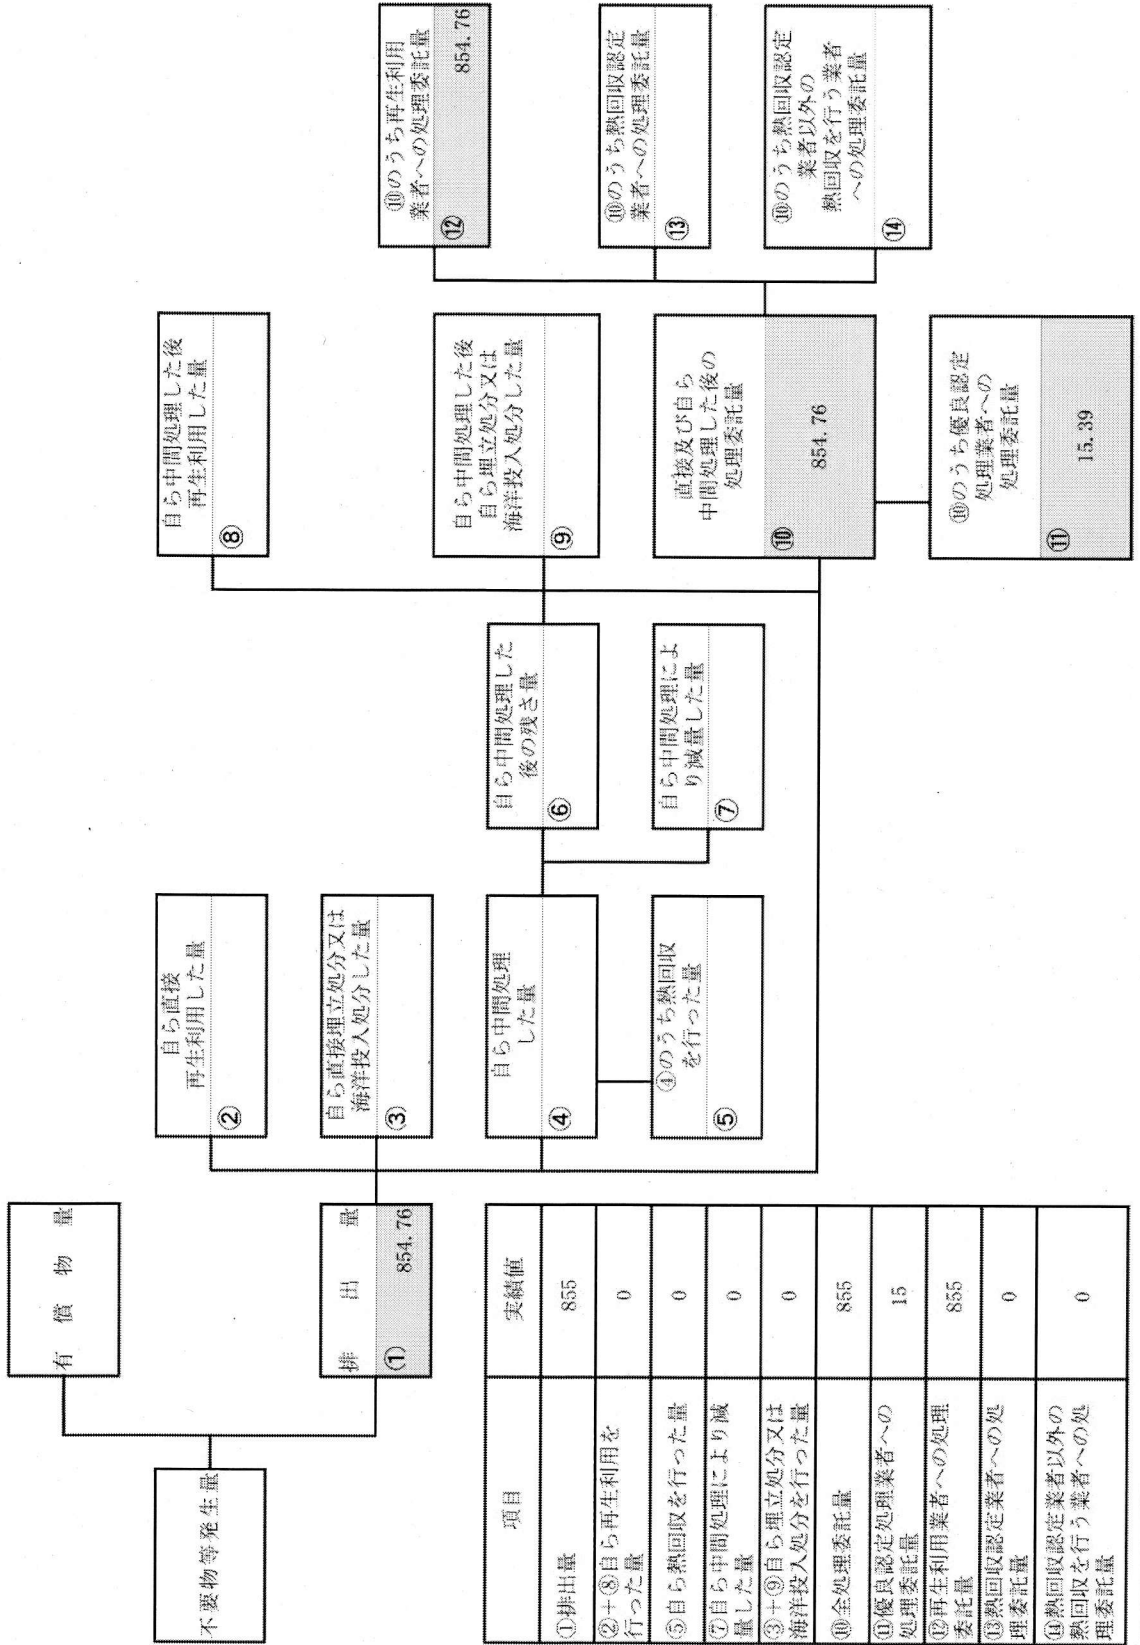 不要物等発生量
有償物量
排出量
① 854.76
自ら直接
再生利用した量
②
自ら直接埋立処分又は
海洋投入処分した量
③
自ら中間処理
した量
④
④のうち熱回収
を行った量
⑤
自ら中間処理した
後の残さ量
⑥
自ら中間処理によ
り減量した量
⑦
自ら中間処理した後
再生利用した量
⑧
自ら中間処理した後
自ら埋立処分又は
海洋投入処分した量
⑨
直接及び自ら
中間処理した後の
処理委託量
⑩ 854.76
⑩のうち優良認定
処理業者への
処理委託量
⑪ 15.39
⑩のうち再生利用
業者への処理委託量
⑫ 854.76
⑩のうち熱回収認定
業者への処理委託量
⑬
⑩のうち熱回収認定
業者以外の
熱回収を行う業者
への処理委託量
⑭
項目 実績値
①排出量 855
②+⑧自ら再生利用を
行った量 0
⑤自ら熱回収を行った量 0
⑦自ら中間処理により減
量した量 0
③+⑨自ら埋立処分又は
海洋投入処分を行った量 0
⑩全処理委託量 855
⑪優良認定処理業者への
処理委託量 15
⑫再生利用業者への処理
委託量 855
⑬熱回収認定業者への処
理委託量 0
⑭熱回収認定業者以外の
熱回収を行う業者への処
理委託量 0